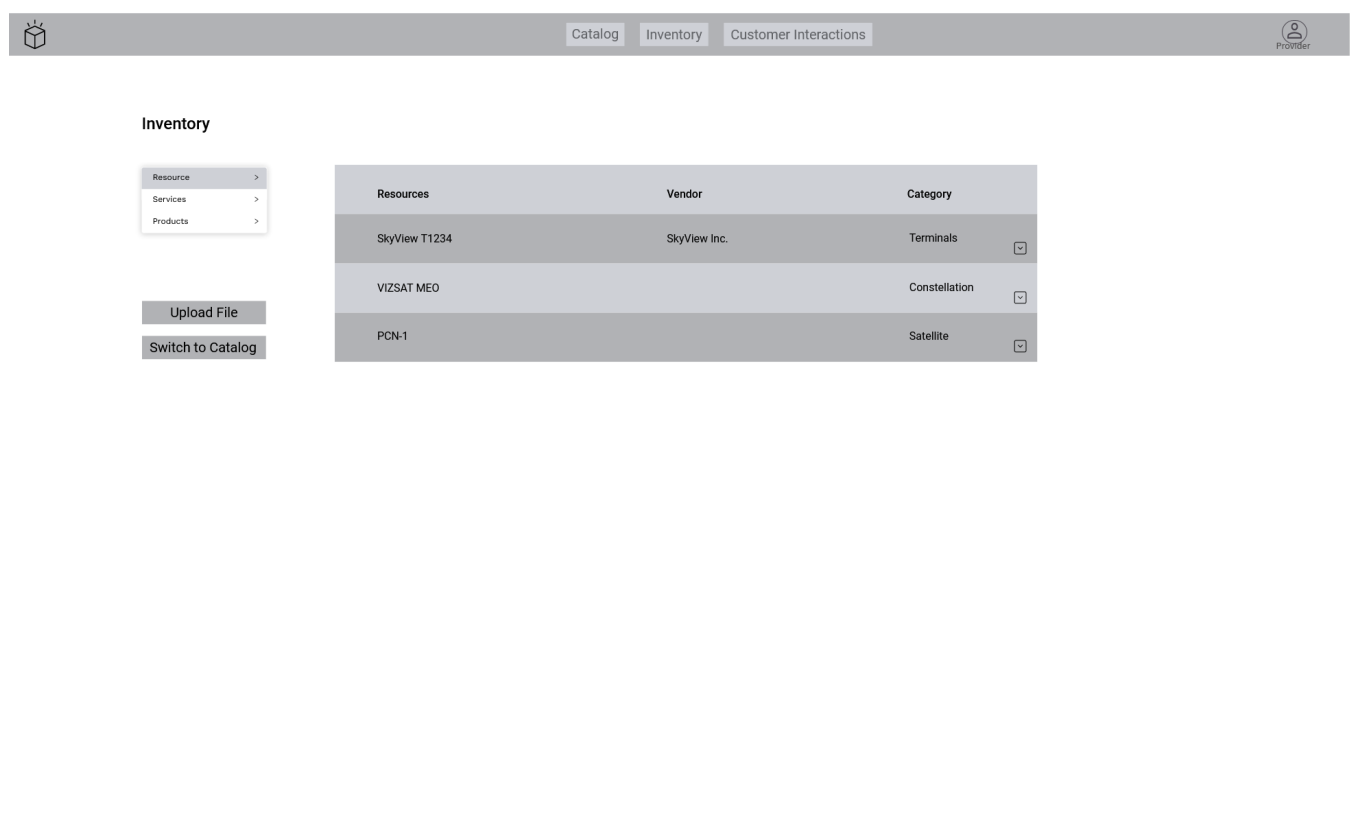 Catalog Inventory Customer Interactions
Provider
Inventory
Resource >
Services >
Products >
Upload File
Switch to Catalog
Resources Vendor Category
SkyView T1234 SkyView Inc. Terminals
VIZSAT MEO Constellation
PCN-1 Satellite